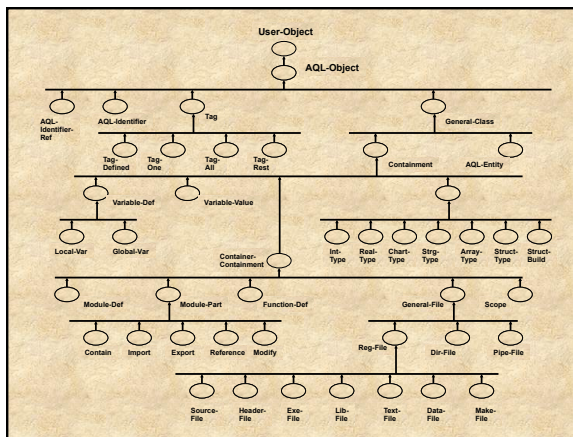 User-Object
AQL-Object
AQL-
Identifier-
Ref
AQL-Identifier
Tag
General-Class
Tag-
Defined
Tag-
One
Tag-
All
Tag-
Rest
Containment
AQL-Entity
Variable-Def
Variable-Value
Local-Var
Global-Var
Container-
Containment
Int-
Type
Real-
Type
Chart-
Type
Strg-
Type
Array-
Type
Struct-
Type
Struct-
Build
Module-Def
Module-Part
Function-Def
General-File
Scope
Contain
Import
Export
Reference
Modify
Reg-File
Dir-File
Pipe-File
Source-
File
Header-
File
Exe-
File
Lib-
File
Text-
File
Data-
File
Make-
File